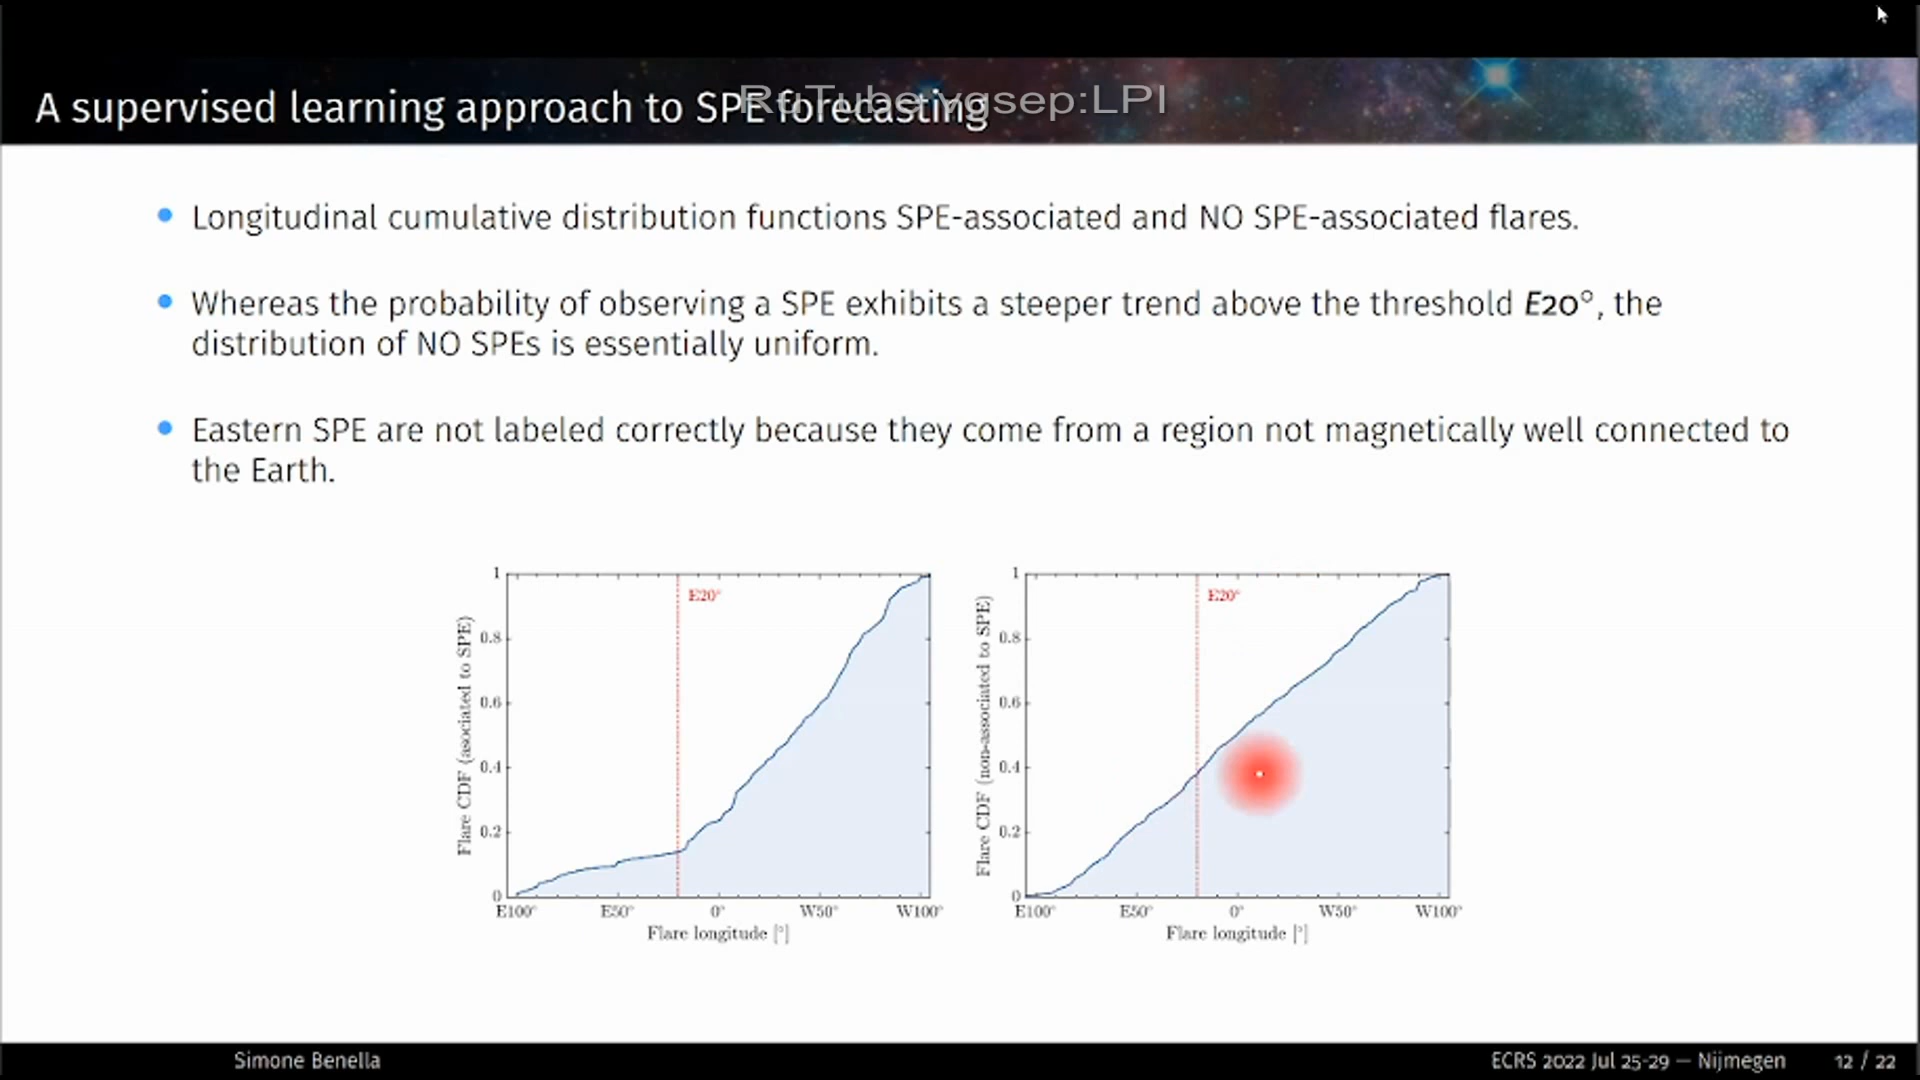 A supervised learning approach to SPE forecasting
RuTube:ygsep:LPI
Longitudinal cumulative distribution functions SPE-associated and NO SPE-associated flares.
Whereas the probability of observing a SPE exhibits a steeper trend above the threshold E20°, the
distribution of NO SPEs is essentially uniform.
Eastern SPE are not labeled correctly because they come from a region not magnetically well connected to
the Earth.
Flare CDF (asociated to SPE)
1
0.8
0.6
0.4
0.2
0
E20°
E100° E50° 0° W50° W100°
Flare longitude [°]
Flare CDF (non-associated to SPE)
1
0.8
0.6
0.4
0.2
0
E20°
E100° E50° 0° W50° W100°
Flare longitude [°]
Simone Benella
ECRS 2022 Jul 25-29 — Nijmegen
12 / 22